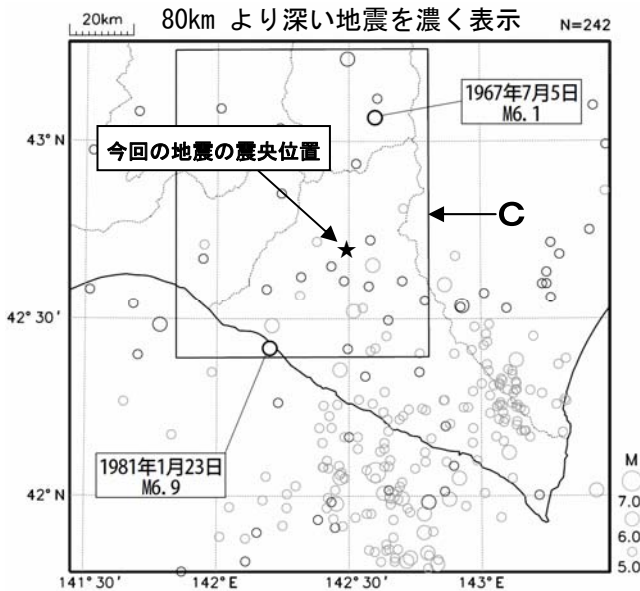 20km
80km より深い地震を濃く表示
N=242
1967年7月5日
M6.1
43°N
今回の地震の震央位置
C
42°30'
1981年1月23日
M6.9
42°N
M
7.0
6.0
5.0
141°30' 142°E 142°30' 143°E